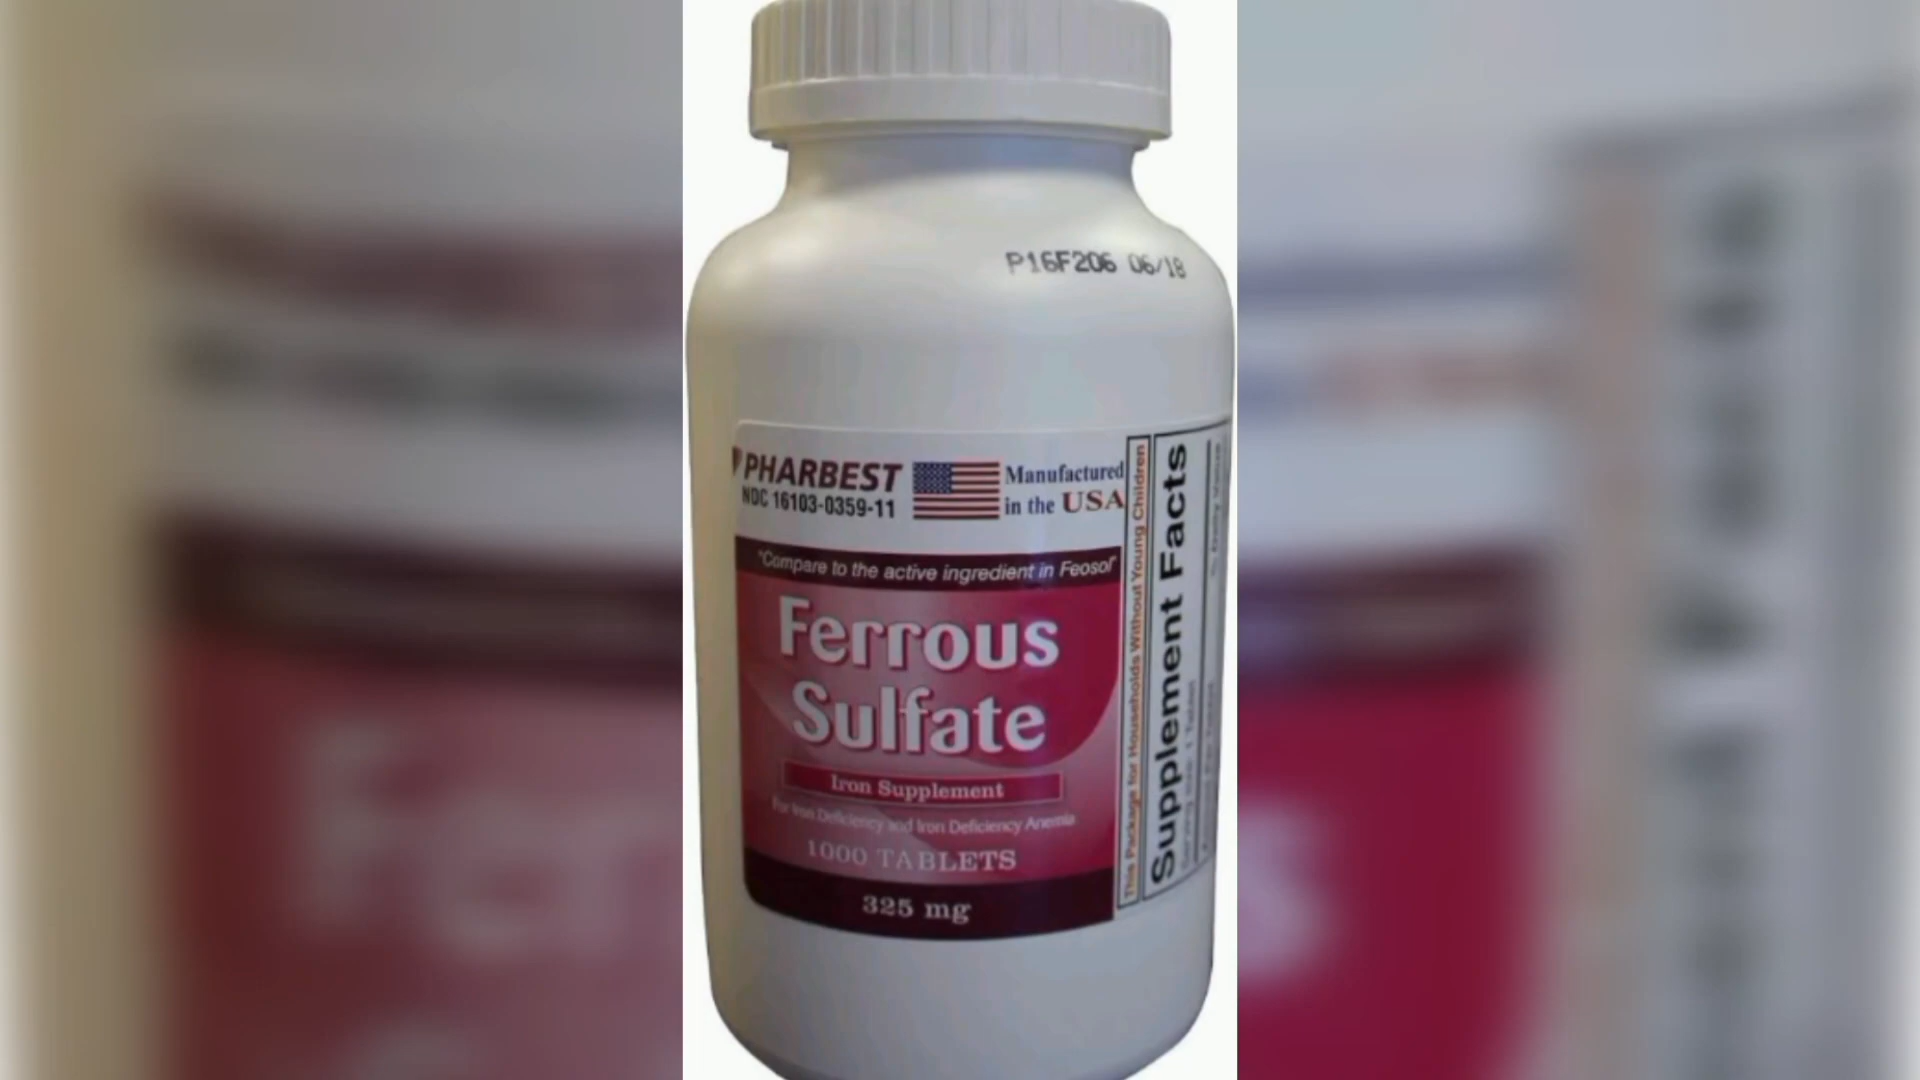 P16F206 06/18
PHARBEST
NDC 16103-0359-11
Manufactured
in the USA
"Compare to the active ingredient in Feosol"
Ferrous
Sulfate
Iron Supplement
For Iron Deficiency and Iron Deficiency Anemia
1000 TABLETS
325 mg
This Package for Households Without Young Children
Supplement Facts